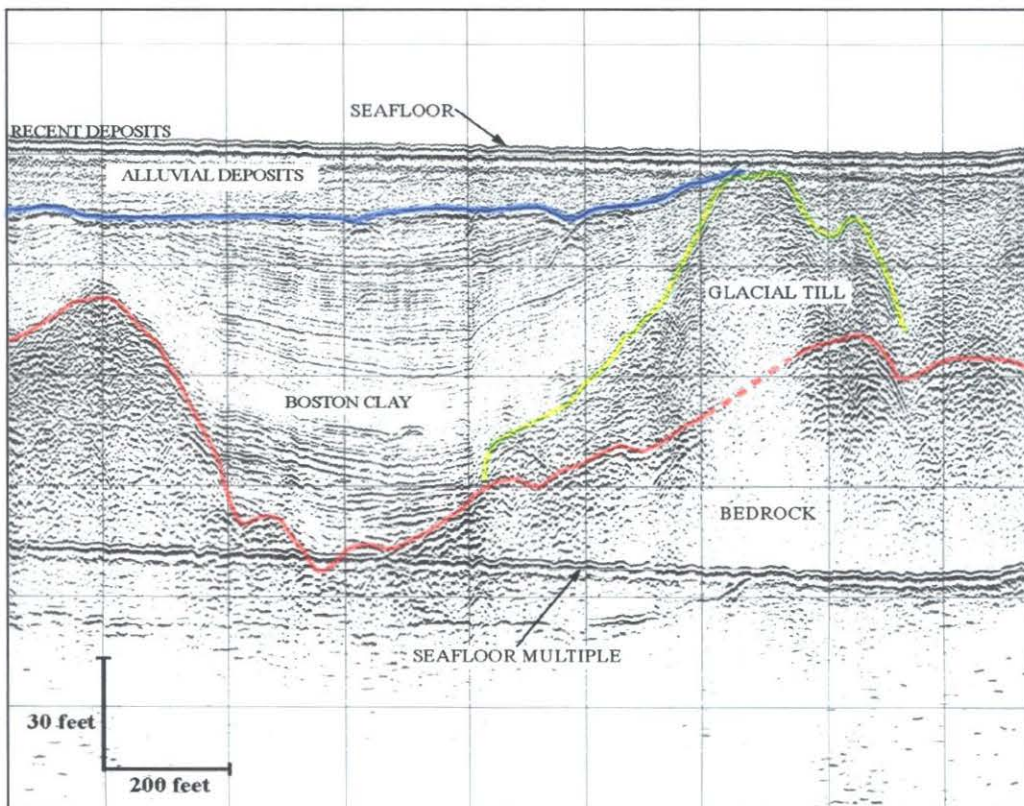 SEAFLOOR
RECENT DEPOSITS
ALLUVIAL DEPOSITS
GLACIAL TILL
BOSTON CLAY
BEDROCK
SEAFLOOR MULTIPLE
30 feet
200 feet